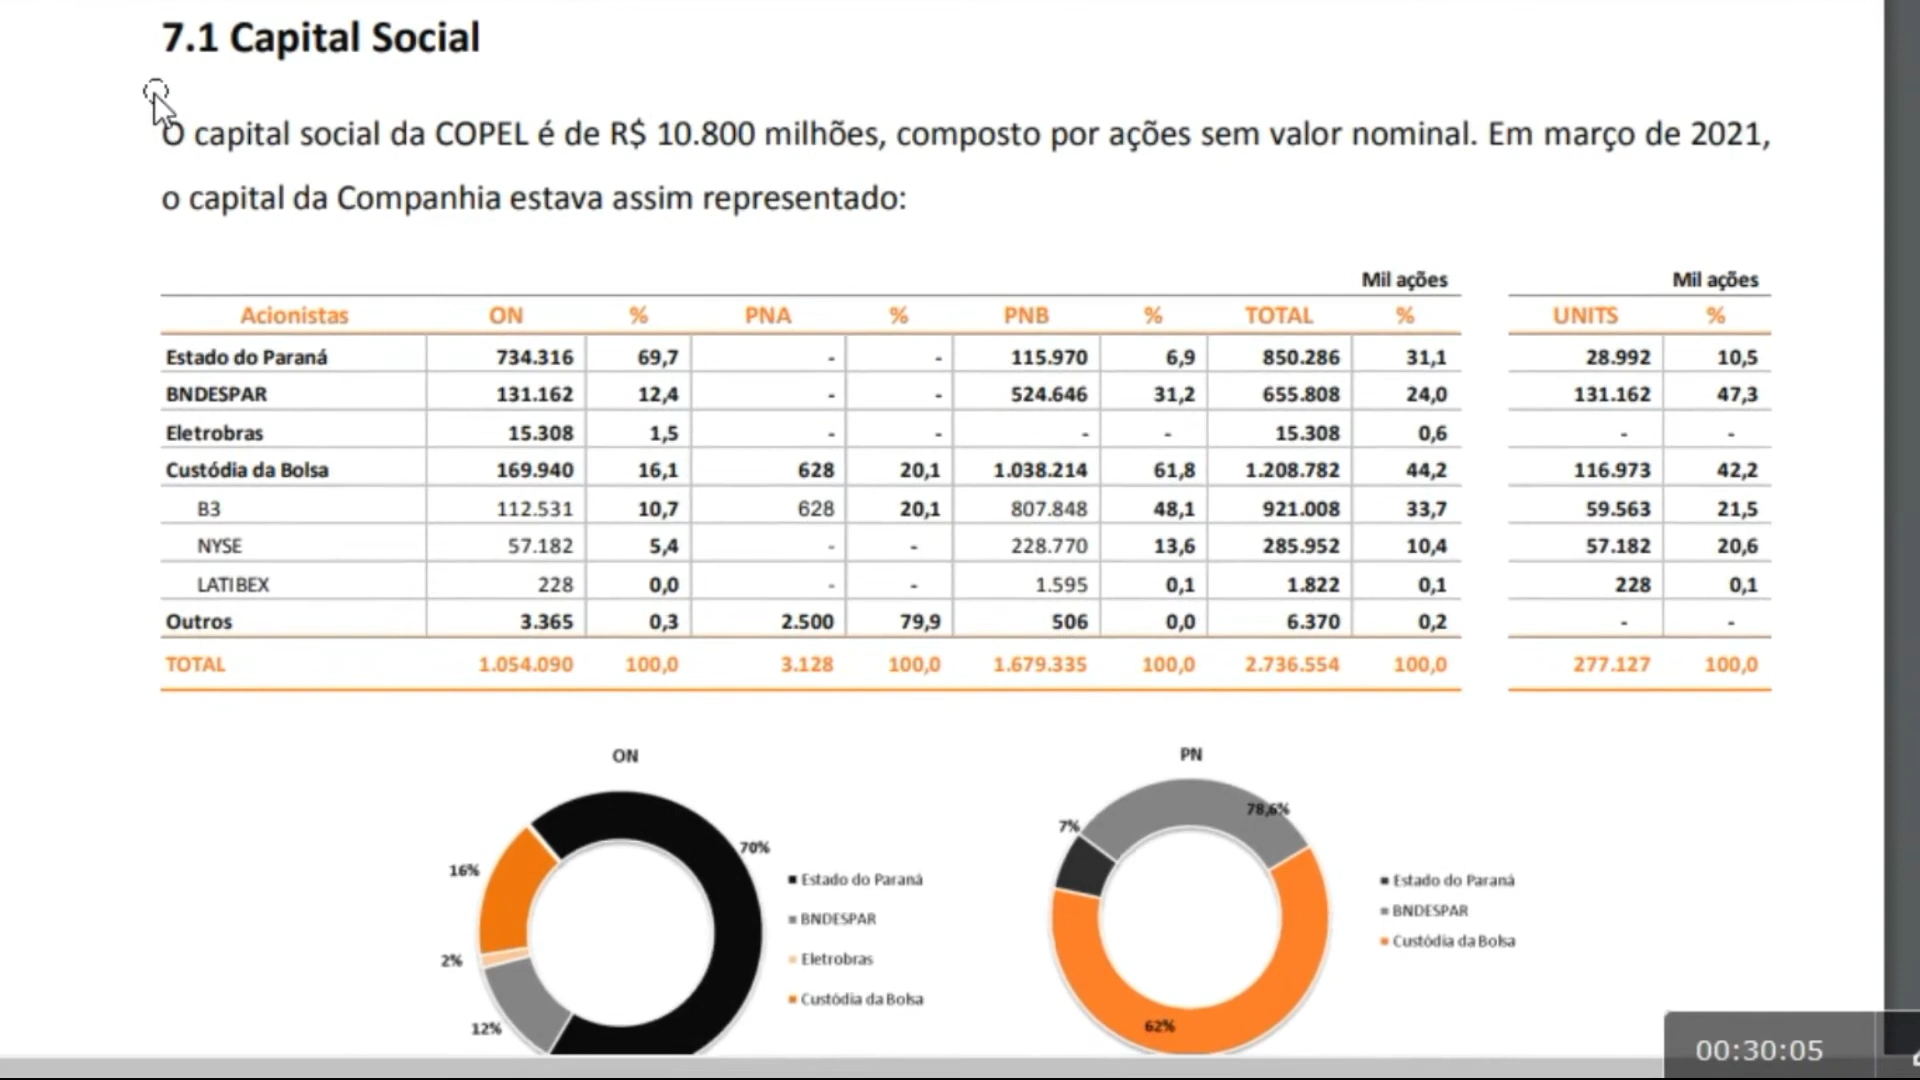 7.1 Capital Social
O capital social da COPEL é de R$ 10.800 milhões, composto por ações sem valor nominal. Em março de 2021,
o capital da Companhia estava assim representado:
Mil ações Mil ações
Acionistas ON % PNA % PNB % TOTAL % UNITS %
Estado do Paraná 734.316 69,7 - - 115.970 6,9 850.286 31,1 28.992 10,5
BNDESPAR 131.162 12,4 - - 524.646 31,2 655.808 24,0 131.162 47,3
Eletrobras 15.308 1,5 - - - - 15.308 0,6 - -
Custódia da Bolsa 169.940 16,1 628 20,1 1.038.214 61,8 1.208.782 44,2 116.973 42,2
B3 112.531 10,7 628 20,1 807.848 48,1 921.008 33,7 59.563 21,5
NYSE 57.182 5,4 - - 228.770 13,6 285.952 10,4 57.182 20,6
LATIBEX 228 0,0 - - 1.595 0,1 1.822 0,1 228 0,1
Outros 3.365 0,3 2.500 79,9 506 0,0 6.370 0,2 - -
TOTAL 1.054.090 100,0 3.128 100,0 1.679.335 100,0 2.736.554 100,0 277.127 100,0
ON
70%
16%
2%
12%
Estado do Paraná
BNDESPAR
Eletrobras
Custódia da Bolsa
PN
78,6%
7%
62%
Estado do Paraná
BNDESPAR
Custódia da Bolsa
00:30:05